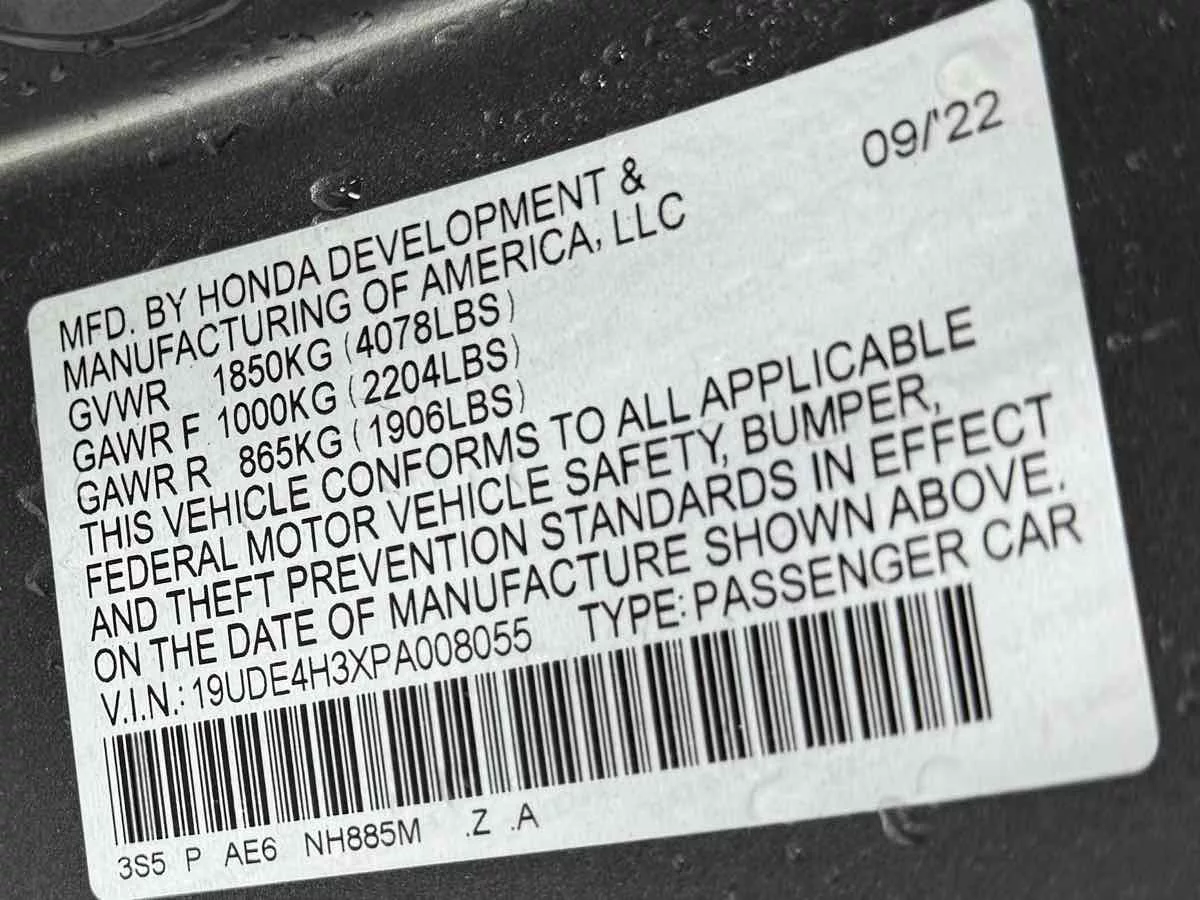 09/'22
MFD. BY HONDA DEVELOPMENT &
MANUFACTURING OF AMERICA, LLC
GVWR 1850KG (4078LBS)
GAWR F 1000KG (2204LBS)
GAWR R 865KG (1906LBS)
THIS VEHICLE CONFORMS TO ALL APPLICABLE
FEDERAL MOTOR VEHICLE SAFETY, BUMPER,
AND THEFT PREVENTION STANDARDS IN EFFECT
ON THE DATE OF MANUFACTURE SHOWN ABOVE.
V.I.N.: 19UDE4H3XPA008055 TYPE: PASSENGER CAR
3S5 P AE6 NH885M .Z .A